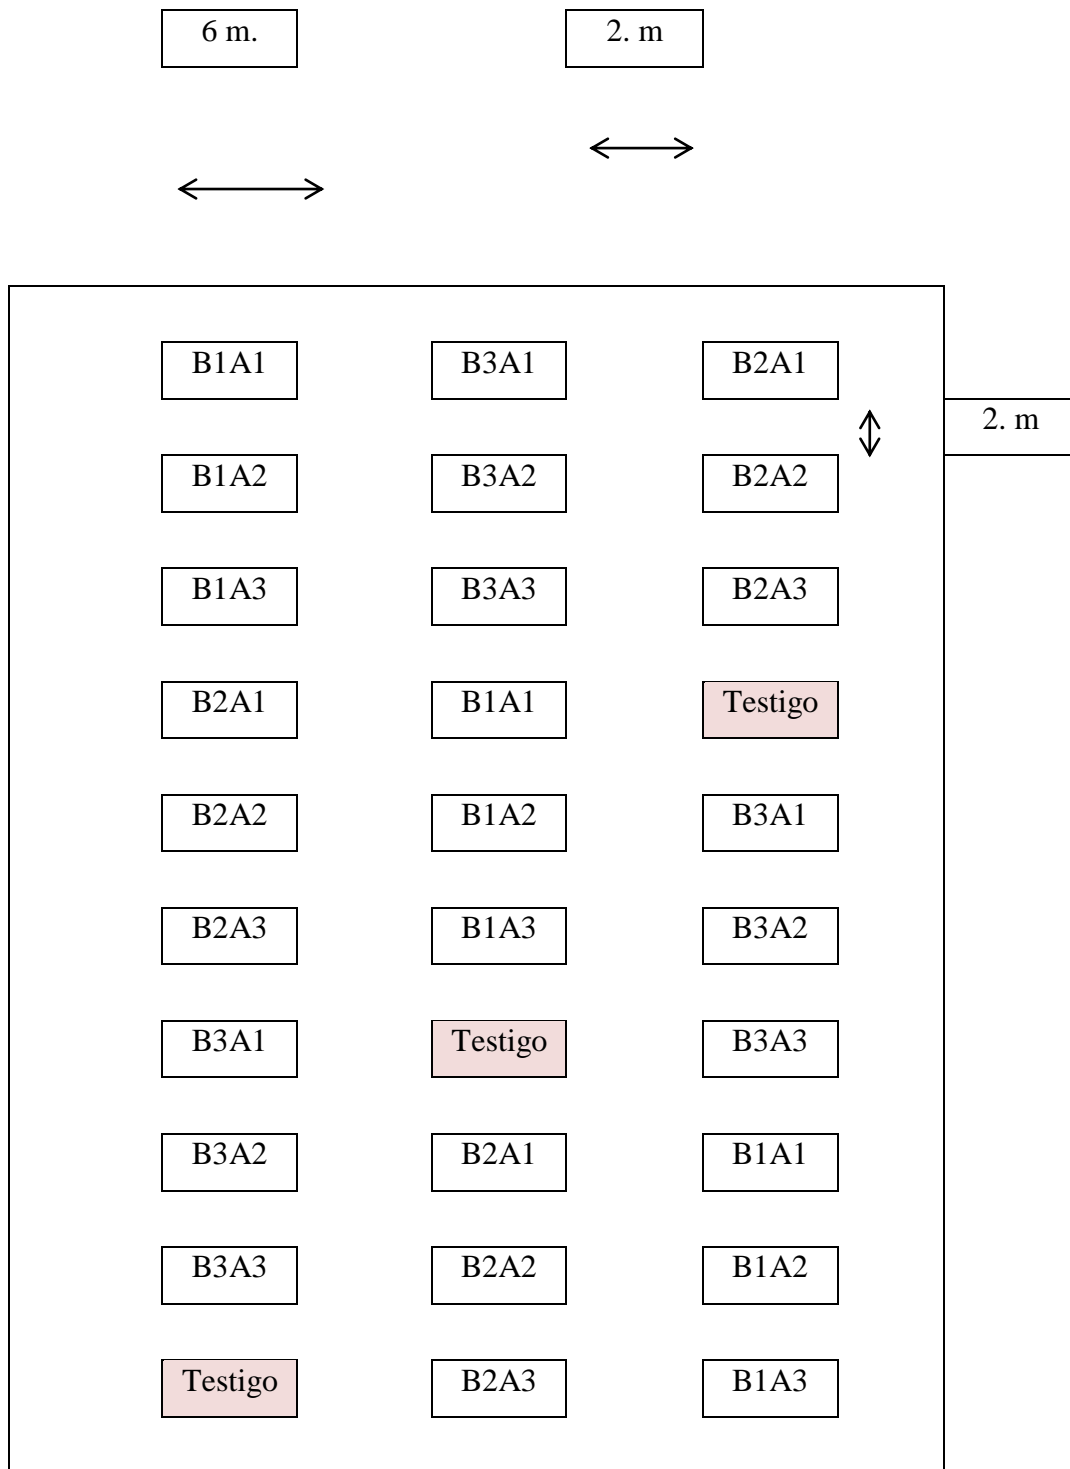 6 m. 2. m
B1A1 B3A1 B2A1
2. m
B1A2 B3A2 B2A2
B1A3 B3A3 B2A3
B2A1 B1A1 Testigo
B2A2 B1A2 B3A1
B2A3 B1A3 B3A2
B3A1 Testigo B3A3
B3A2 B2A1 B1A1
B3A3 B2A2 B1A2
Testigo B2A3 B1A3